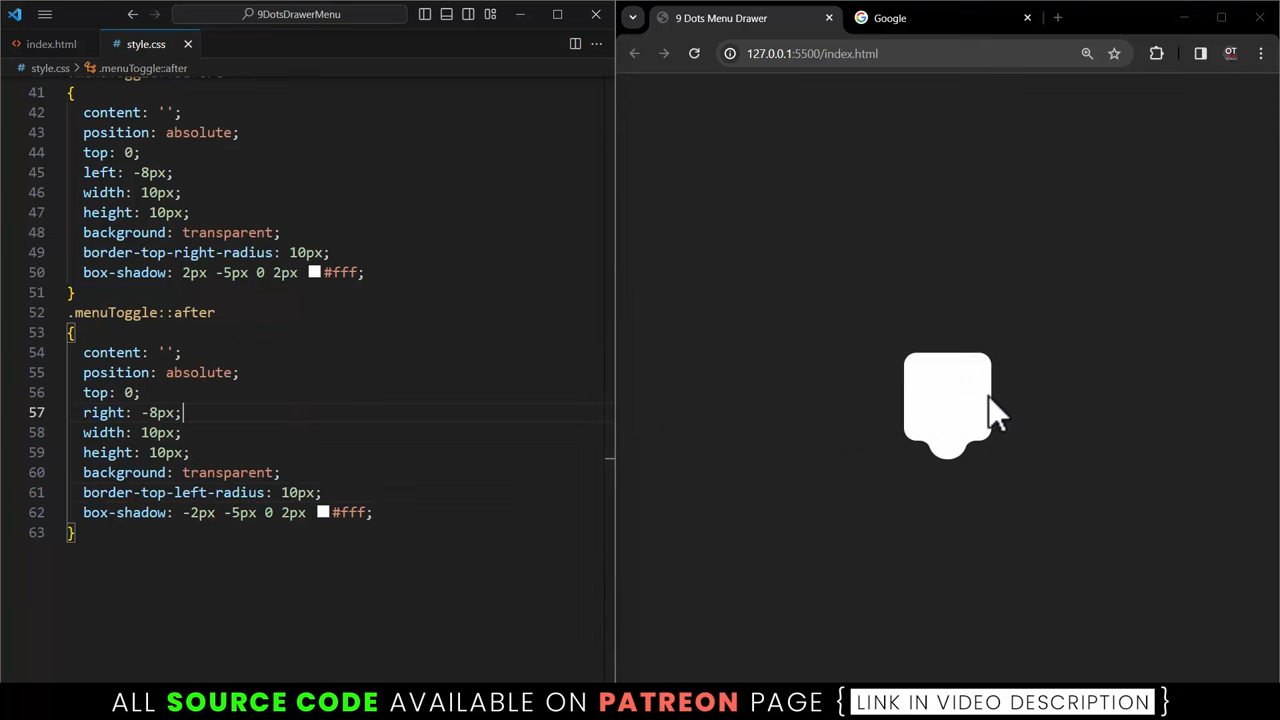 9DotsDrawerMenu
9 Dots Menu Drawer
Google
index.html
style.css
127.0.0.1:5500/index.html
OT
style.css > .menuToggle::after
41 {
42 content: '';
43 position: absolute;
44 top: 0;
45 left: -8px;
46 width: 10px;
47 height: 10px;
48 background: transparent;
49 border-top-right-radius: 10px;
50 box-shadow: 2px -5px 0 2px #fff;
51 }
52 .menuToggle::after
53 {
54 content: '';
55 position: absolute;
56 top: 0;
57 right: -8px;
58 width: 10px;
59 height: 10px;
60 background: transparent;
61 border-top-left-radius: 10px;
62 box-shadow: -2px -5px 0 2px #fff;
63 }
ALL SOURCE CODE AVAILABLE ON PATREON PAGE { LINK IN VIDEO DESCRIPTION }